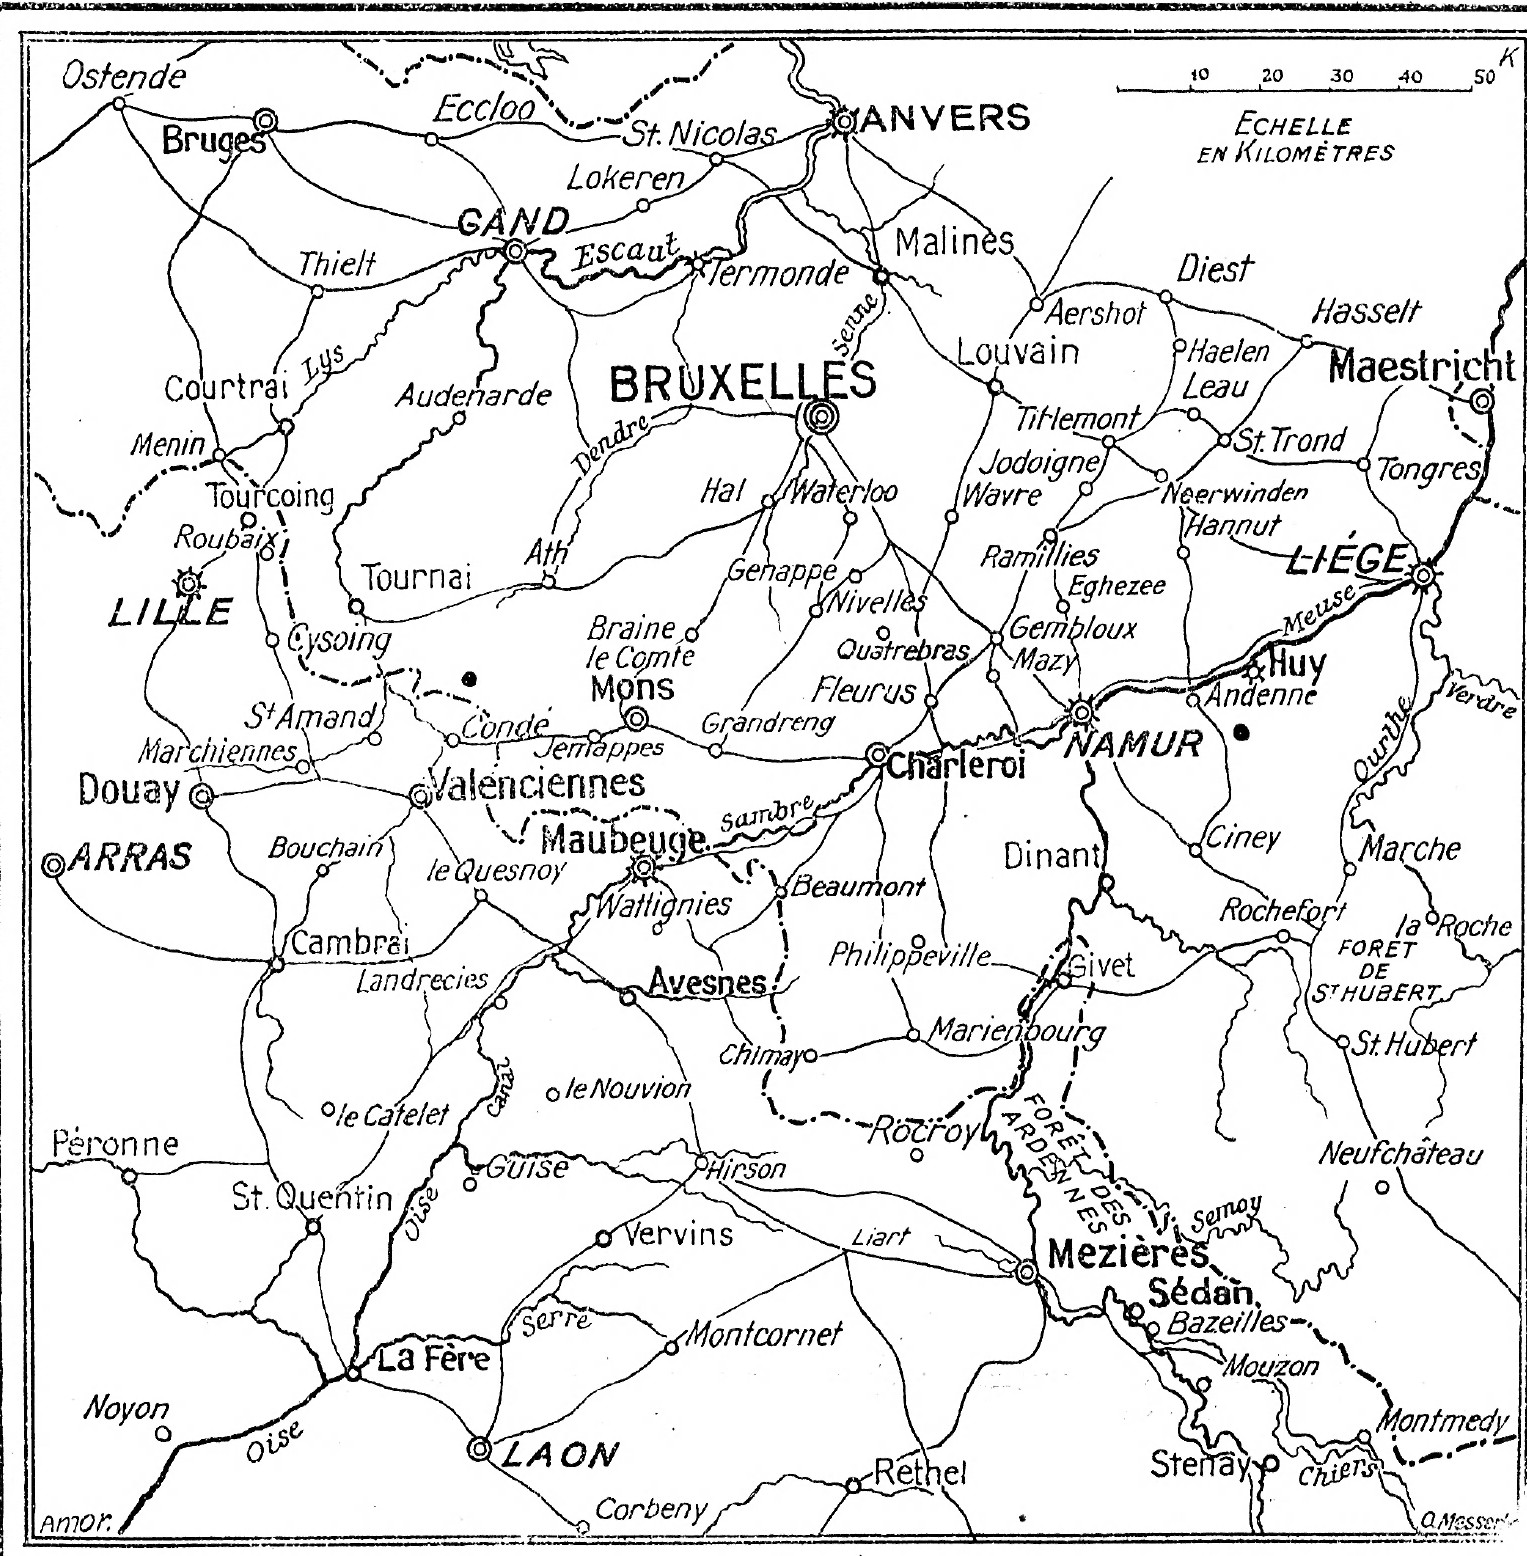 K
10 20 30 40 50
ECHELLE
EN KILOMÈTRES
Ostende
Bruges
Eccloo
St. Nicolas
ANVERS
Lokeren
GAND
Escaut
Termonde
Malines
Thielt
Diest
Aershot
Hasselt
Lys
Senne
Louvain
Haelen
Leau
Maestricht
Courtrai
Audenarde
BRUXELLES
Dendre
Tirlemont
St. Trond
Tongres
Menin
Tourcoing
Roubaix
LILLE
Hal
Waterloo
Jodoigne
Wavre
Neerwinden
Hannut
Ath
Tournai
Genappe
Ramillies
Eghezee
LIÉGE
Meuse
Cysoing
Braine
le Comte
Nivelles
Quatrebras
Gembloux
Mazy
Huy
Mons
Fleurus
Andenne
Verdre
St Amand
Condé
Jemappes
Grandreng
NAMUR
Ourthe
Marchiennes
Douay
Valenciennes
Charleroi
Sambre
ARRAS
Bouchain
le Quesnoy
Maubeuge
Dinant
Ciney
Marche
Wattignies
Beaumont
Rochefort
la Roche
Cambrai
Landrecies
Avesnes
Philippeville
Givet
FORÊT
DE
ST HUBERT
Chimay
Marienbourg
St. Hubert
Canal
le Nouvion
le Catelet
Rocroy
FORÊT DES
ARDENNES
Péronne
Guise
Hirson
Neufchâteau
St. Quentin
Oise
Vervins
Liart
Semoy
Mezières
Sédan
Bazeilles
Serre
Montcornet
La Fère
Mouzon
Noyon
Oise
LAON
Montmedy
Rethel
Stenay
Chiers
Corbeny
Amor.